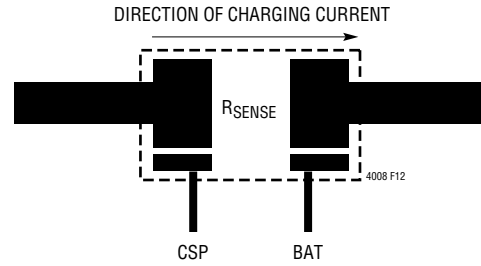 DIRECTION OF CHARGING CURRENT
RSENSE
4008 F12
CSP BAT